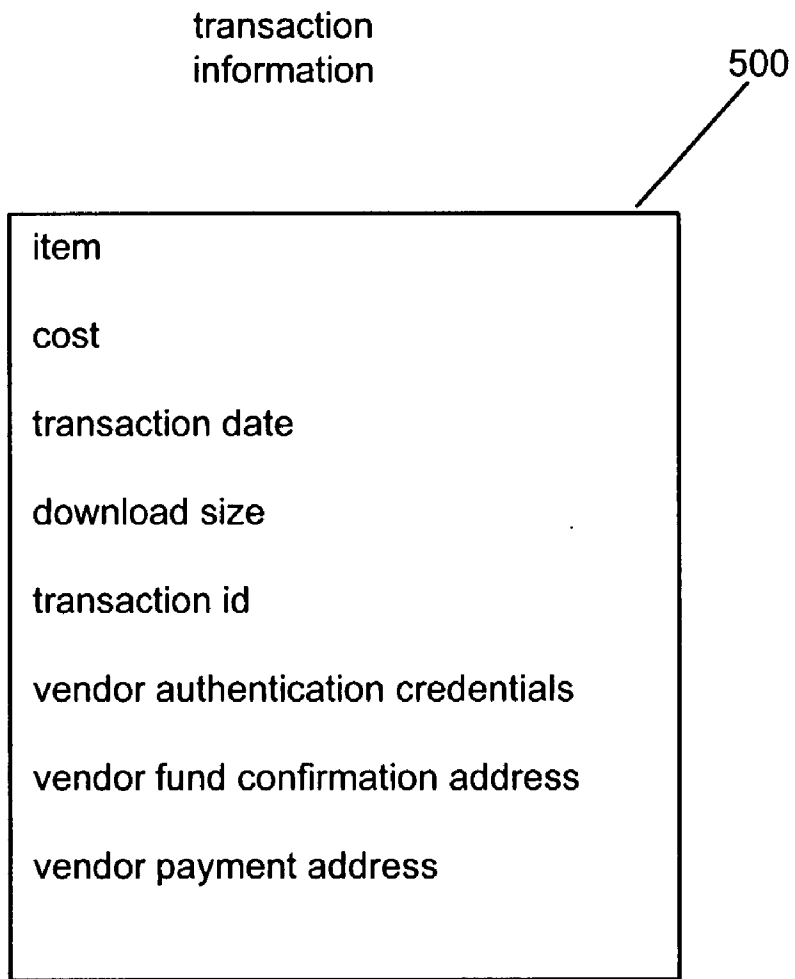 transaction
information
500
item
cost
transaction date
download size
transaction id
vendor authentication credentials
vendor fund confirmation address
vendor payment address